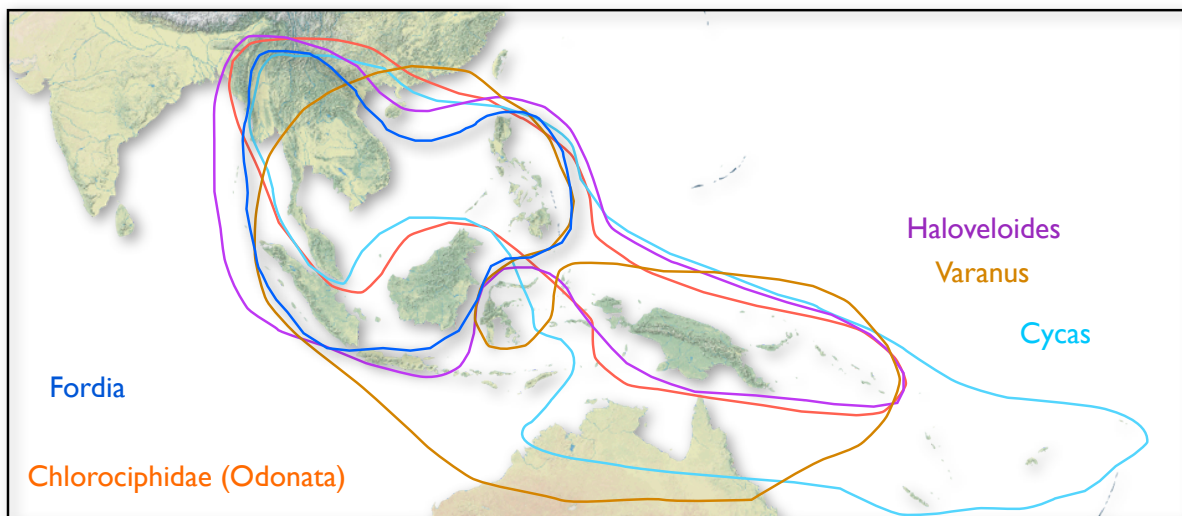 Haloveloides
Varanus
Cycas
Fordia
Chlorociphidae (Odonata)